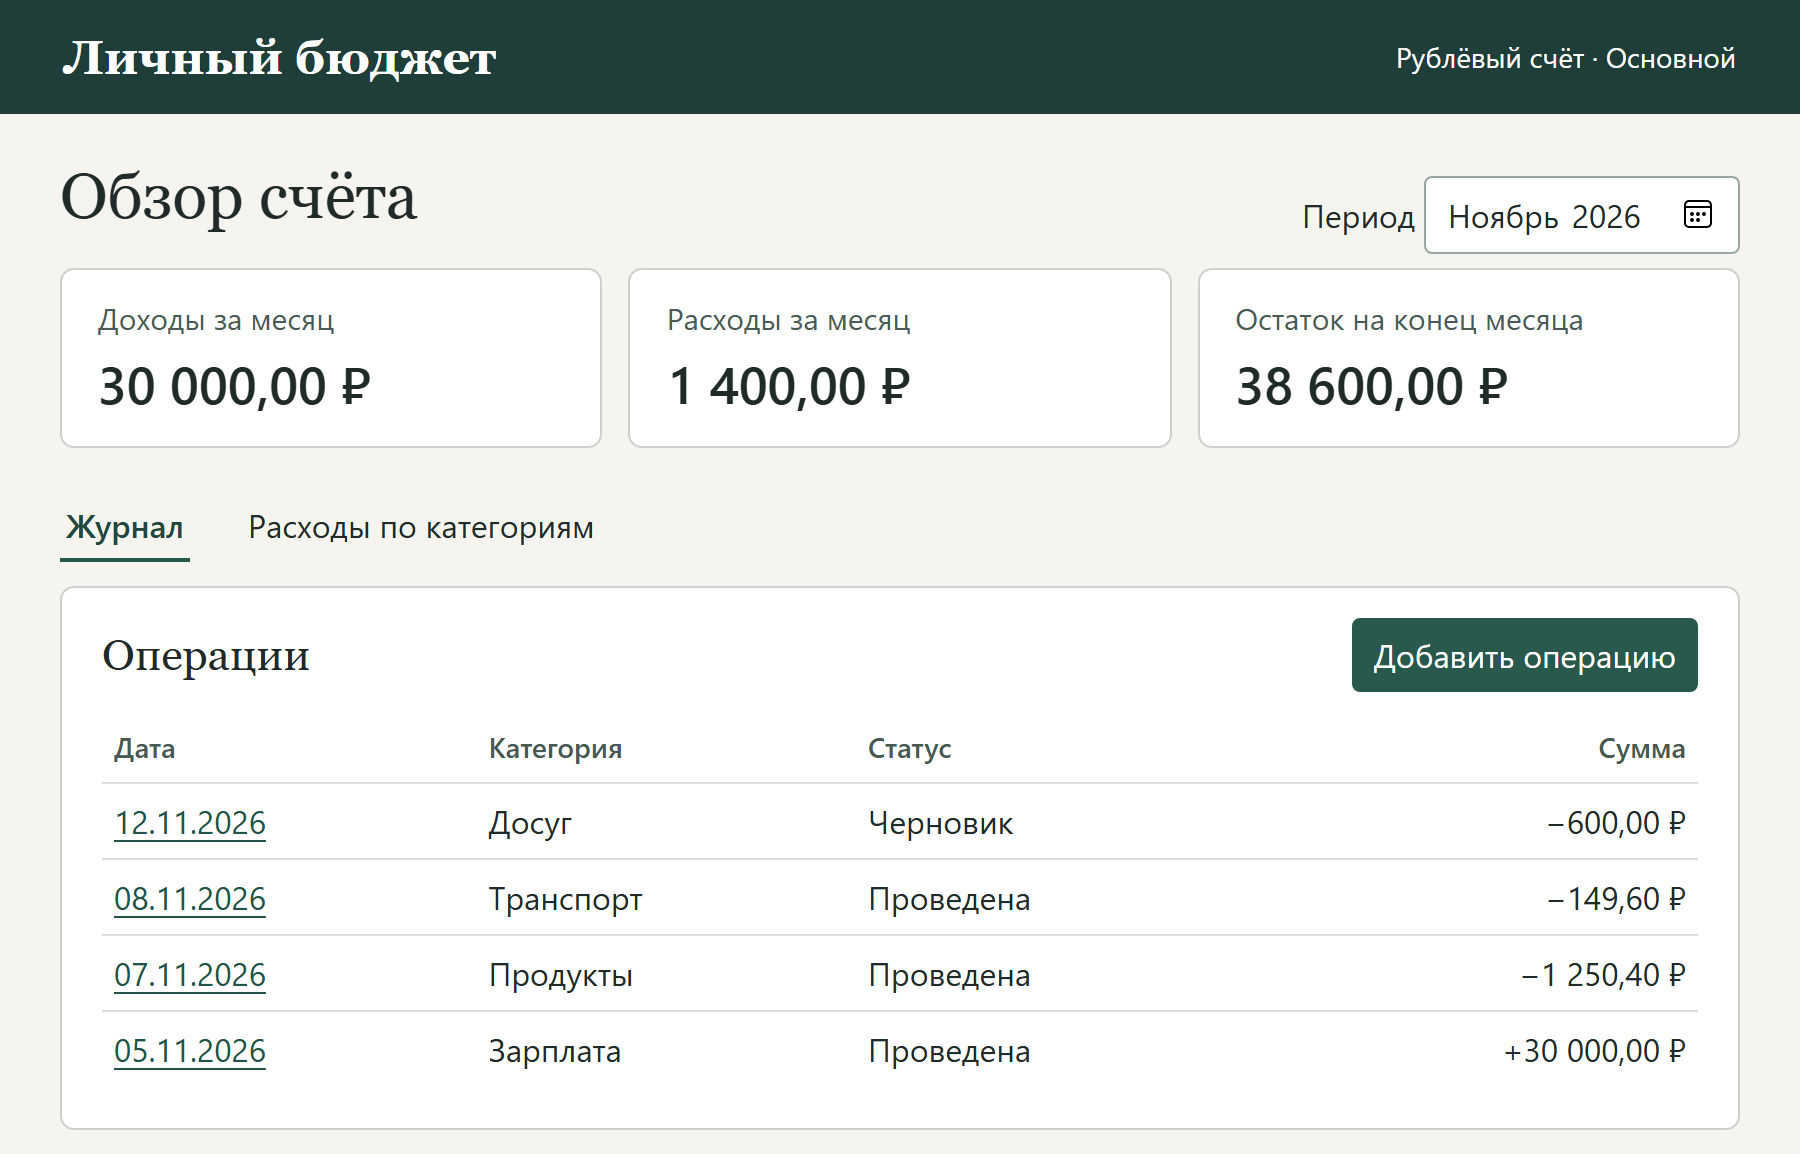 Личный бюджет
Рублёвый счёт · Основной
Обзор счёта
Период Ноябрь 2026
Доходы за месяц
30 000,00 ₽
Расходы за месяц
1 400,00 ₽
Остаток на конец месяца
38 600,00 ₽
Журнал Расходы по категориям
Операции
Добавить операцию
Дата Категория Статус Сумма
12.11.2026 Досуг Черновик −600,00 ₽
08.11.2026 Транспорт Проведена −149,60 ₽
07.11.2026 Продукты Проведена −1 250,40 ₽
05.11.2026 Зарплата Проведена +30 000,00 ₽